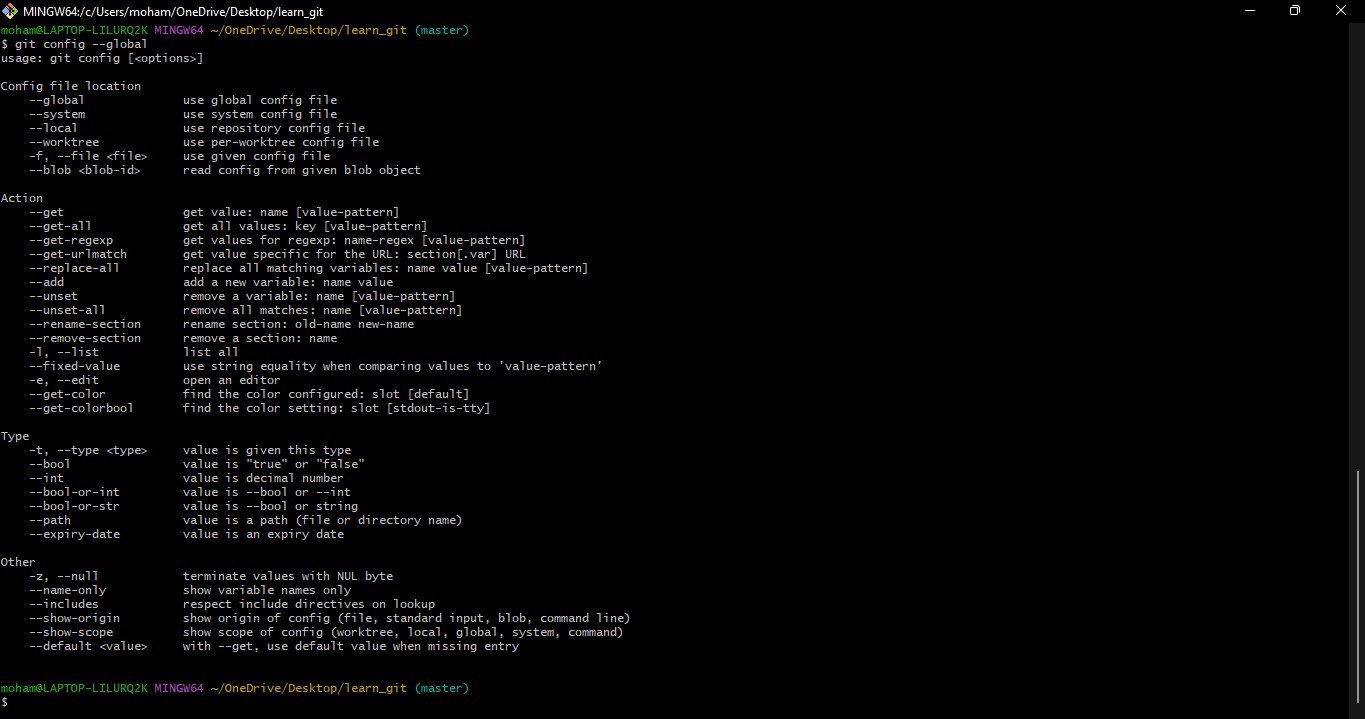 MINGW64:/c/Users/moham/OneDrive/Desktop/learn_git
moham@LAPTOP-LILURQ2K MINGW64 ~/OneDrive/Desktop/learn_git (master)
$ git config --global
usage: git config [<options>]

Config file location
    --global              use global config file
    --system              use system config file
    --local               use repository config file
    --worktree            use per-worktree config file
    -f, --file <file>     use given config file
    --blob <blob-id>      read config from given blob object

Action
    --get                 get value: name [value-pattern]
    --get-all             get all values: key [value-pattern]
    --get-regexp          get values for regexp: name-regex [value-pattern]
    --get-urlmatch        get value specific for the URL: section[.var] URL
    --replace-all         replace all matching variables: name value [value-pattern]
    --add                 add a new variable: name value
    --unset               remove a variable: name [value-pattern]
    --unset-all           remove all matches: name [value-pattern]
    --rename-section      rename section: old-name new-name
    --remove-section      remove a section: name
    -l, --list            list all
    --fixed-value         use string equality when comparing values to 'value-pattern'
    -e, --edit            open an editor
    --get-color           find the color configured: slot [default]
    --get-colorbool       find the color setting: slot [stdout-is-tty]

Type
    -t, --type <type>     value is given this type
    --bool                value is "true" or "false"
    --int                 value is decimal number
    --bool-or-int         value is --bool or --int
    --bool-or-str         value is --bool or string
    --path                value is a path (file or directory name)
    --expiry-date         value is an expiry date

Other
    -z, --null            terminate values with NUL byte
    --name-only           show variable names only
    --includes            respect include directives on lookup
    --show-origin         show origin of config (file, standard input, blob, command line)
    --show-scope          show scope of config (worktree, local, global, system, command)
    --default <value>     with --get, use default value when missing entry

moham@LAPTOP-LILURQ2K MINGW64 ~/OneDrive/Desktop/learn_git (master)
$